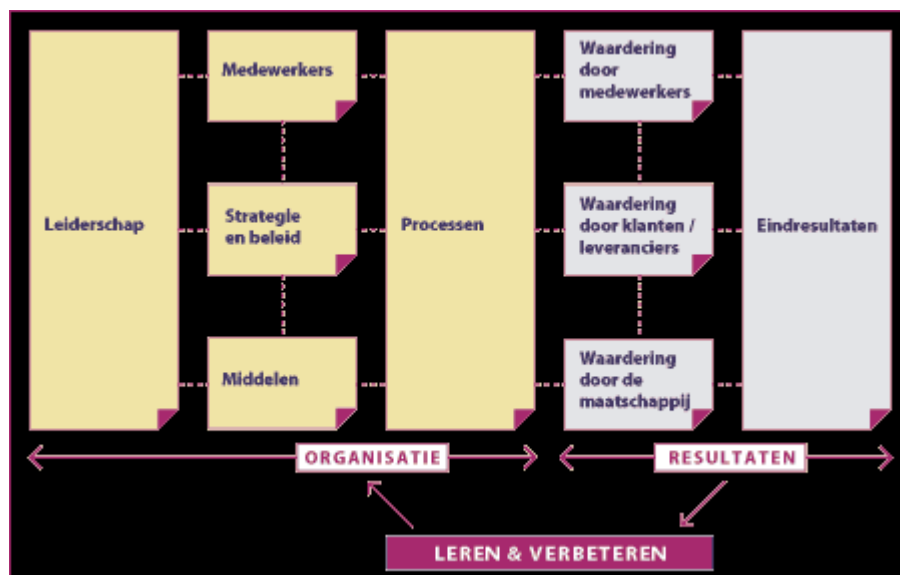 Leiderschap
Medewerkers
Strategie
en beleid
Middelen
Processen
Waardering
door
medewerkers
Waardering
door klanten /
leveranciers
Waardering
door de
maatschappij
Eindresultaten
ORGANISATIE
RESULTATEN
LEREN & VERBETEREN